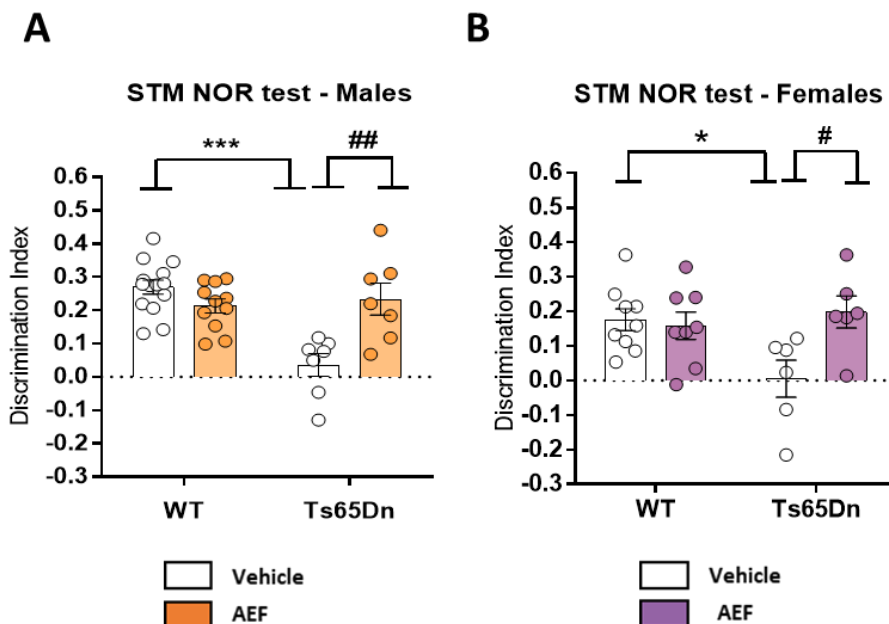 A
STM NOR test - Males
***
##
Discrimination Index
0.6
0.5
0.4
0.3
0.2
0.1
0.0
-0.1
-0.2
-0.3
WT
Ts65Dn
Vehicle
AEF
B
STM NOR test - Females
*
#
Discrimination Index
0.6
0.5
0.4
0.3
0.2
0.1
0.0
-0.1
-0.2
-0.3
WT
Ts65Dn
Vehicle
AEF